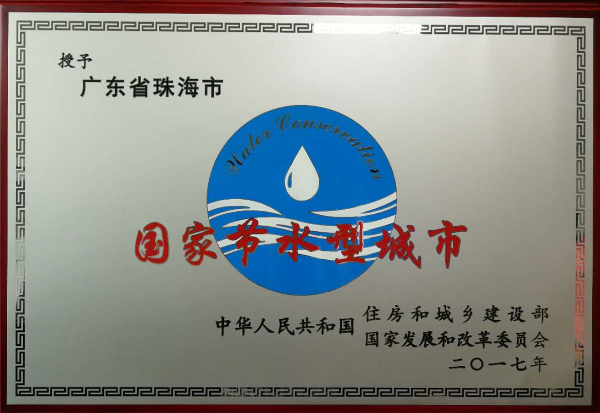 授予
广东省珠海市
Water Conservation
国家节水型城市
中华人民共和国
住房和城乡建设部
国家发展和改革委员会
二〇一七年